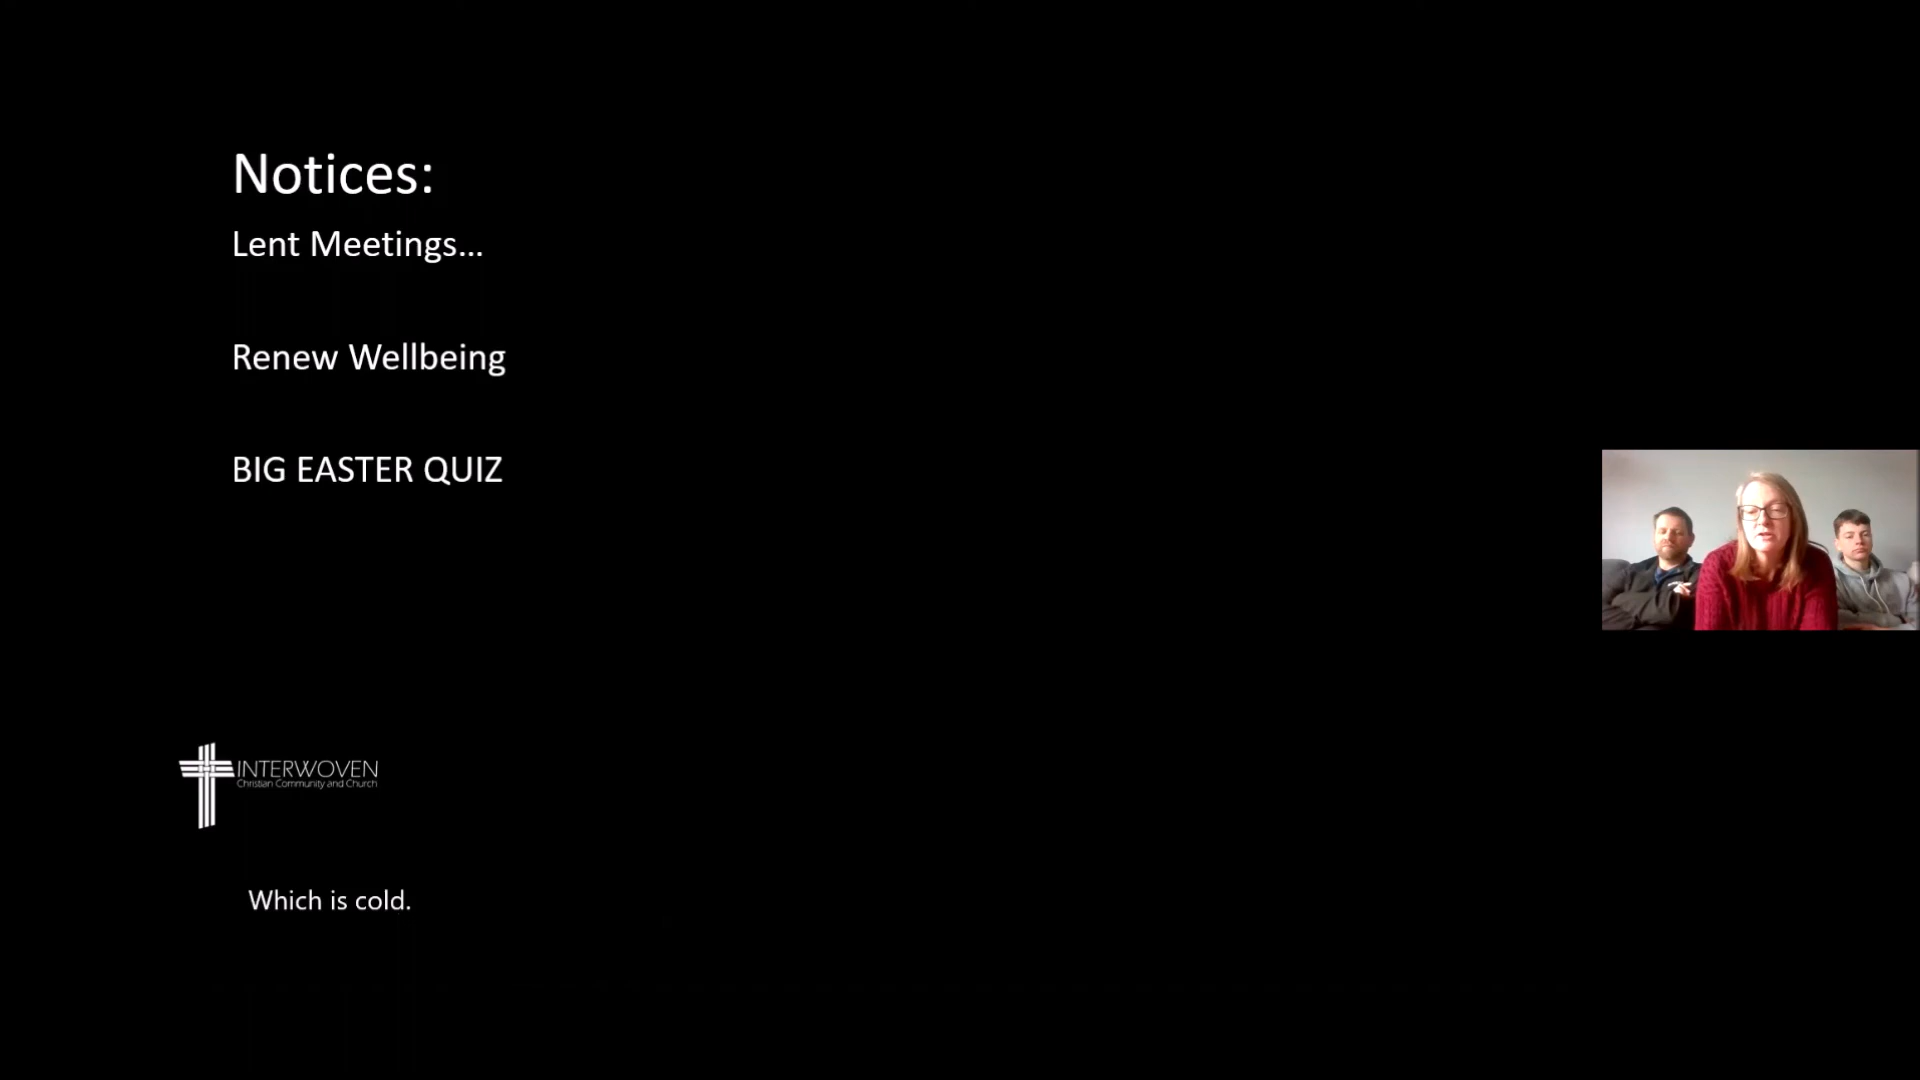 Notices:
Lent Meetings...
Renew Wellbeing
BIG EASTER QUIZ
INTERWOVEN
Christian Community and Church
Which is cold.